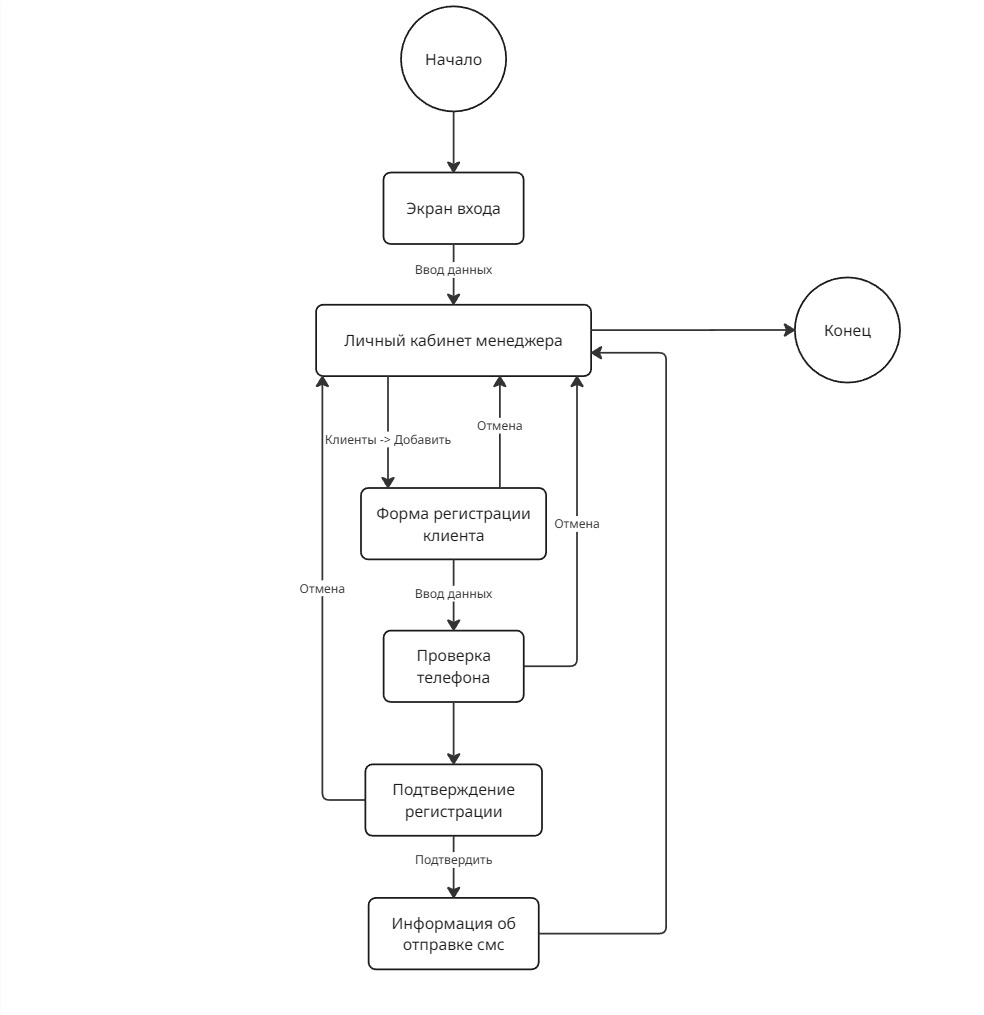 Начало
Экран входа
Ввод данных
Личный кабинет менеджера
Конец
Клиенты -> Добавить
Отмена
Форма регистрации
клиента
Отмена
Отмена
Ввод данных
Проверка
телефона
Подтверждение
регистрации
Подтвердить
Информация об
отправке смс